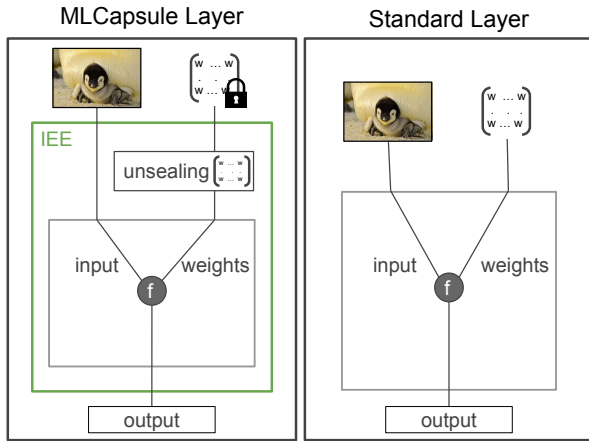 MLCapsule Layer
Standard Layer
w ... w
. .
w ... w
w ... w
. . .
w ... w
IEE
unsealing
w ... w
. . .
w ... w
input
weights
f
output
input
weights
f
output